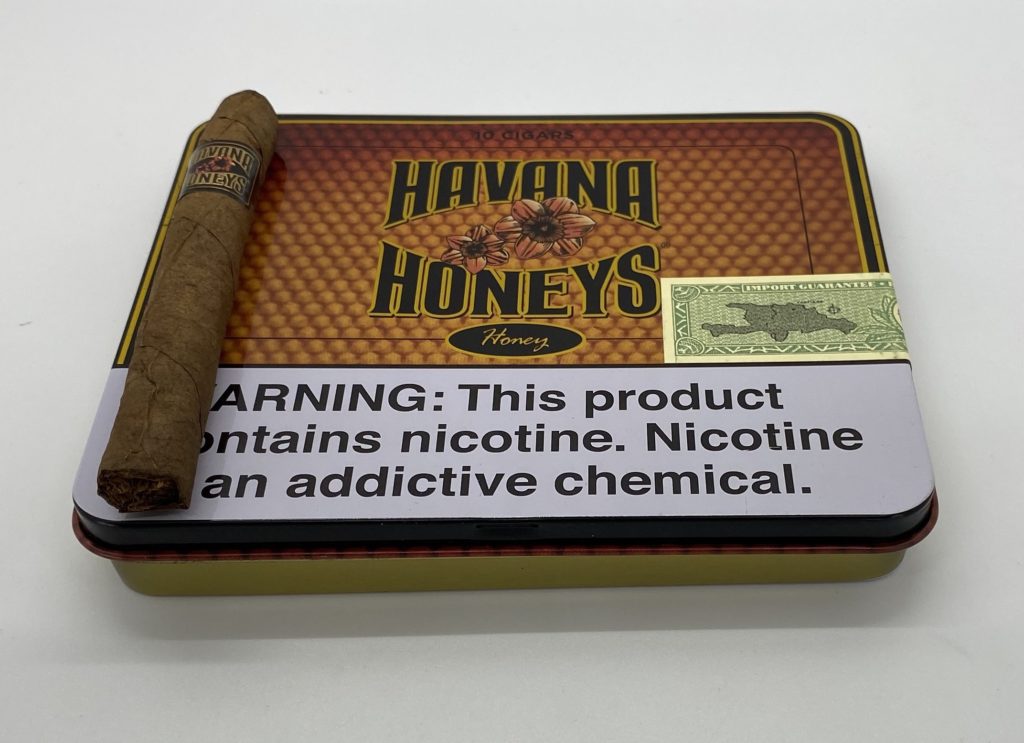 10 CIGARS
HAVANA
HONEYS
Honey
HAVANA
HONEYS
IMPORT GUARANTEE
ARNING: This product
ontains nicotine. Nicotine
an addictive chemical.